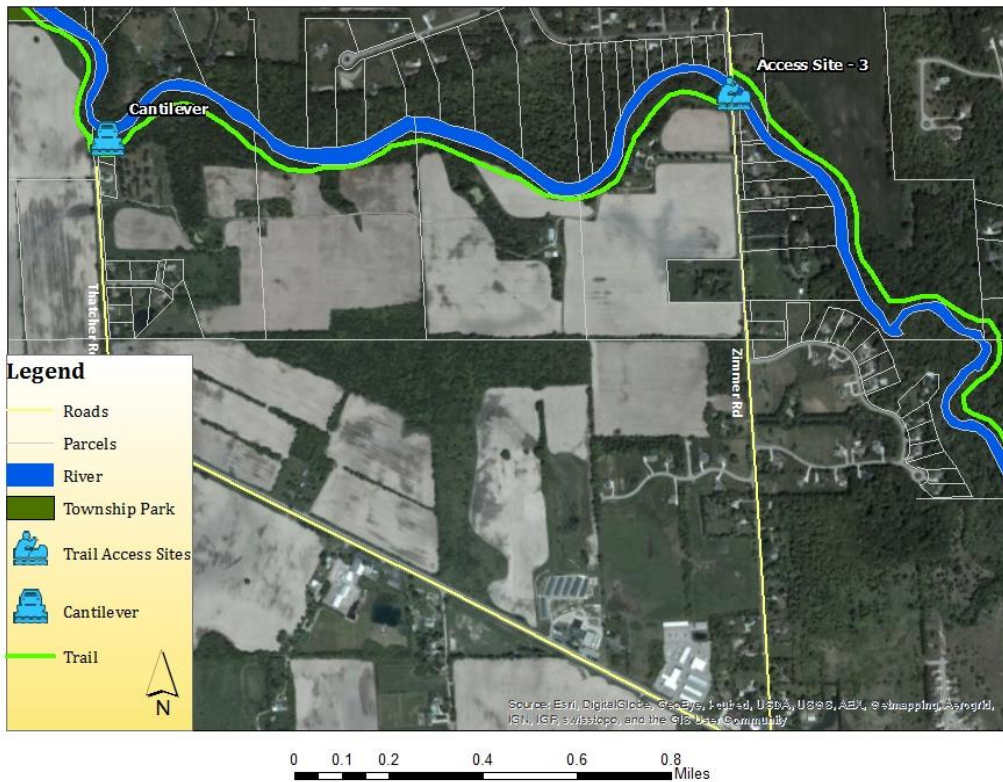 Cantilever
Access Site - 3
Thatcher Rd
Zimmer Rd
Legend
Roads
Parcels
River
Township Park
Trail Access Sites
Cantilever
Trail
N
Source: Esri, DigitalGlobe, GeoEye, i-cubed, USDA, USGS, AEX, Getmapping, Aerogrid,
IGN, IGP, swisstopo, and the GIS User Community
0 0.1 0.2 0.4 0.6 0.8
Miles